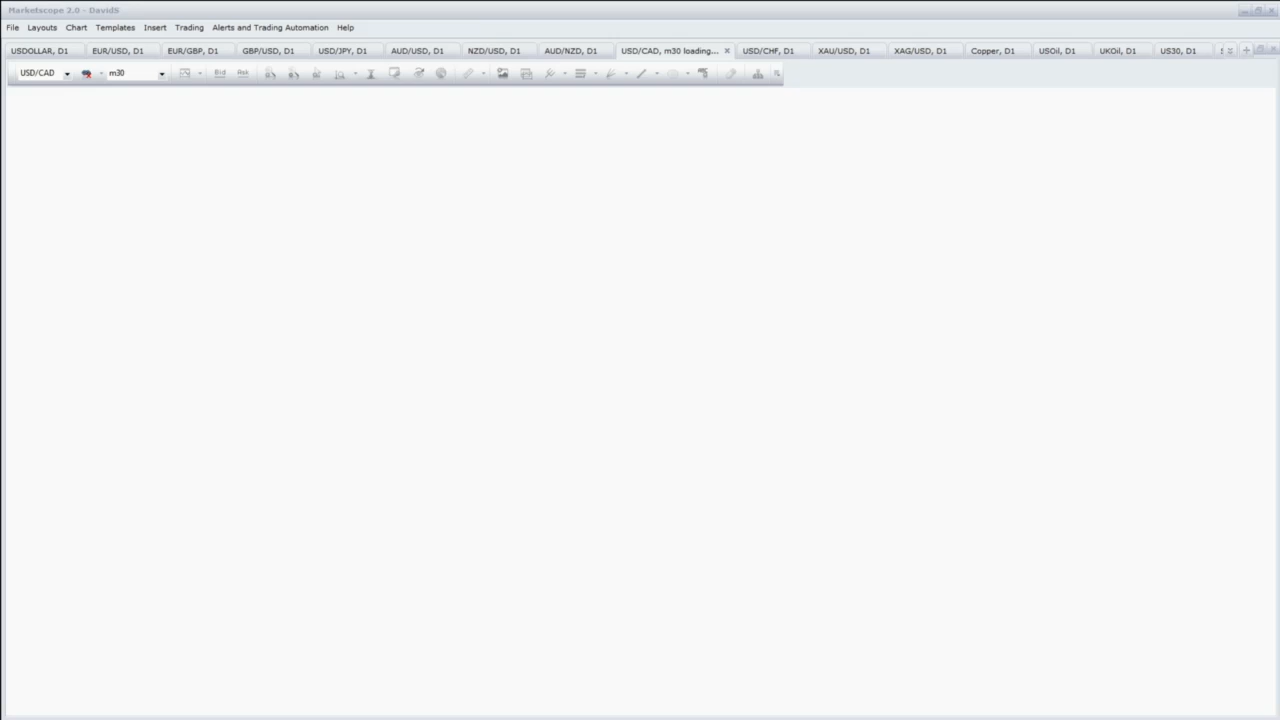 Marketscope 2.0 - DavidS
File Layouts Chart Templates Insert Trading Alerts and Trading Automation Help
USDOLLAR, D1 EUR/USD, D1 EUR/GBP, D1 GBP/USD, D1 USD/JPY, D1 AUD/USD, D1 NZD/USD, D1 AUD/NZD, D1 USD/CAD, m30 loading... USD/CHF, D1 XAU/USD, D1 XAG/USD, D1 Copper, D1 USOil, D1 UKOil, D1 US30, D1
USD/CAD m30 Bid Ask